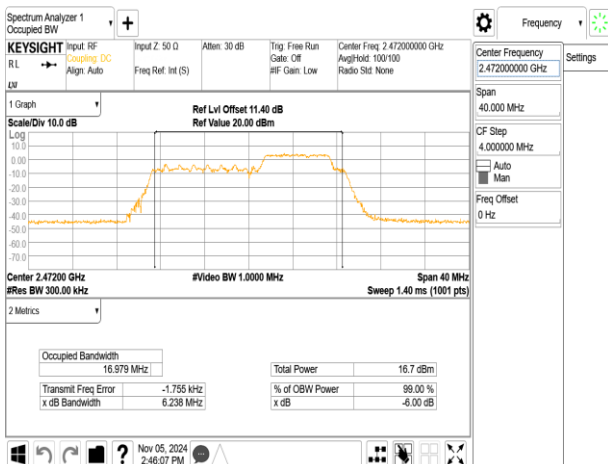 Spectrum Analyzer 1
Occupied BW
Frequency
KEYSIGHT
RL
LXI
Input: RF
Coupling: DC
Align: Auto
Input Z: 50 Ω
Freq Ref: Int (S)
Atten: 30 dB
Trig: Free Run
Gate: Off
#IF Gain: Low
Center Freq: 2.472000000 GHz
Avg|Hold: 100/100
Radio Std: None
Center Frequency
2.472000000 GHz
Settings
Span
40.000 MHz
CF Step
4.000000 MHz
Auto
Man
Freq Offset
0 Hz
1 Graph
Scale/Div 10.0 dB
Ref Lvl Offset 11.40 dB
Ref Value 20.00 dBm
Log
10.0
0.00
-10.0
-20.0
-30.0
-40.0
-50.0
-60.0
-70.0
Center 2.47200 GHz
#Res BW 300.00 kHz
#Video BW 1.0000 MHz
Span 40 MHz
Sweep 1.40 ms (1001 pts)
2 Metrics
Occupied Bandwidth
16.979 MHz
Transmit Freq Error -1.755 kHz
x dB Bandwidth 6.238 MHz
Total Power 16.7 dBm
% of OBW Power 99.00 %
x dB -6.00 dB
?
Nov 05, 2024
2:46:07 PM